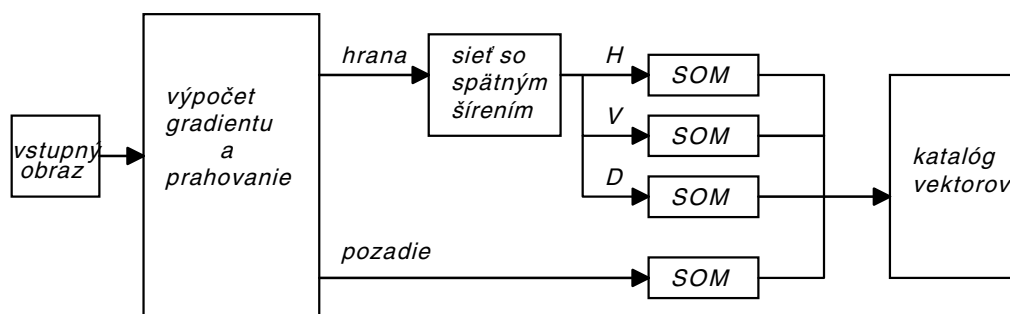 vstupný
obraz
výpočet
gradientu
a
prahovanie
hrana
sieť so
spätným
šírením
H
SOM
V
SOM
D
SOM
pozadie
SOM
katalóg
vektorov